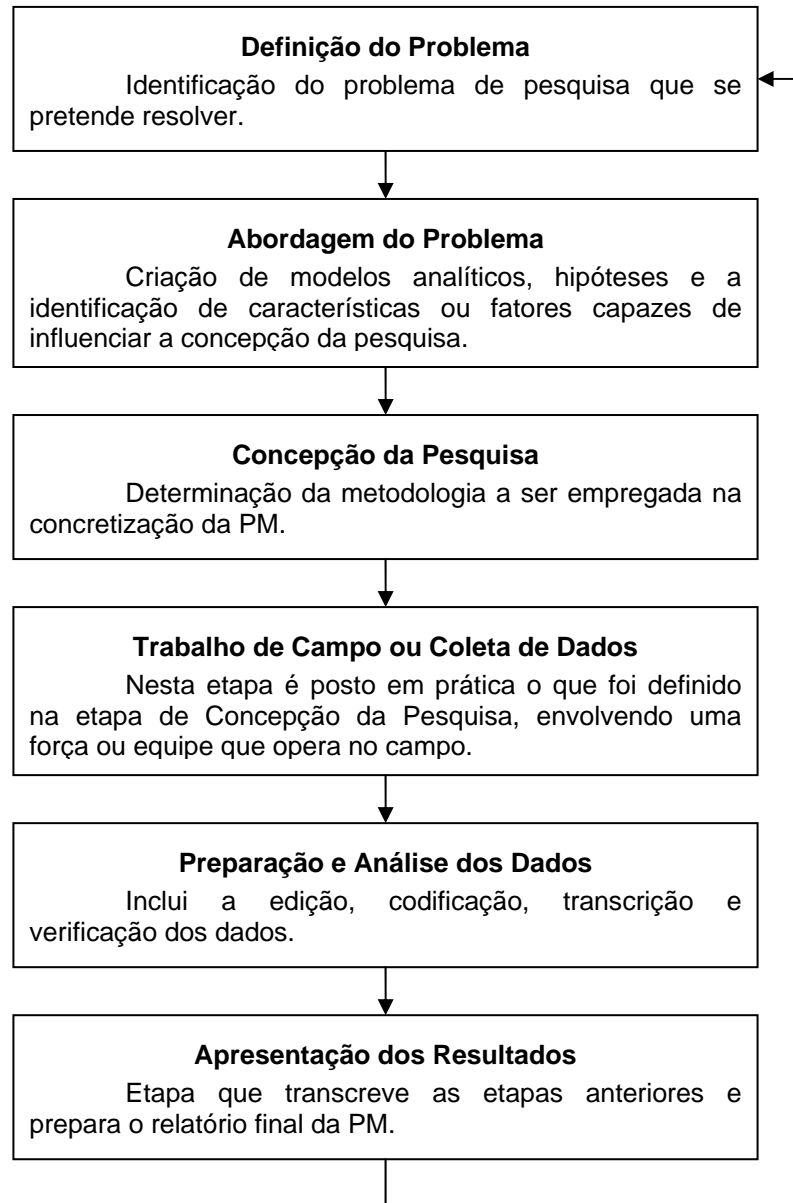 Definição do Problema
Identificação do problema de pesquisa que se
pretende resolver.
Abordagem do Problema
Criação de modelos analíticos, hipóteses e a
identificação de características ou fatores capazes de
influenciar a concepção da pesquisa.
Concepção da Pesquisa
Determinação da metodologia a ser empregada na
concretização da PM.
Trabalho de Campo ou Coleta de Dados
Nesta etapa é posto em prática o que foi definido
na etapa de Concepção da Pesquisa, envolvendo uma
força ou equipe que opera no campo.
Preparação e Análise dos Dados
Inclui a edição, codificação, transcrição e
verificação dos dados.
Apresentação dos Resultados
Etapa que transcreve as etapas anteriores e
prepara o relatório final da PM.